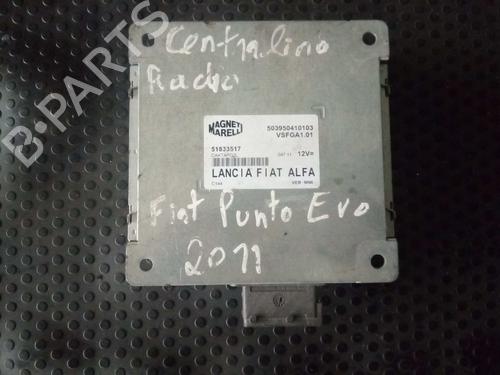 Centralino
Radio
MAGNETI
MARELLI
503950410103
VSFGA1.01
51833517
12V=
LANCIA FIAT ALFA
Fiat Punto Evo
2011
B-PARTS